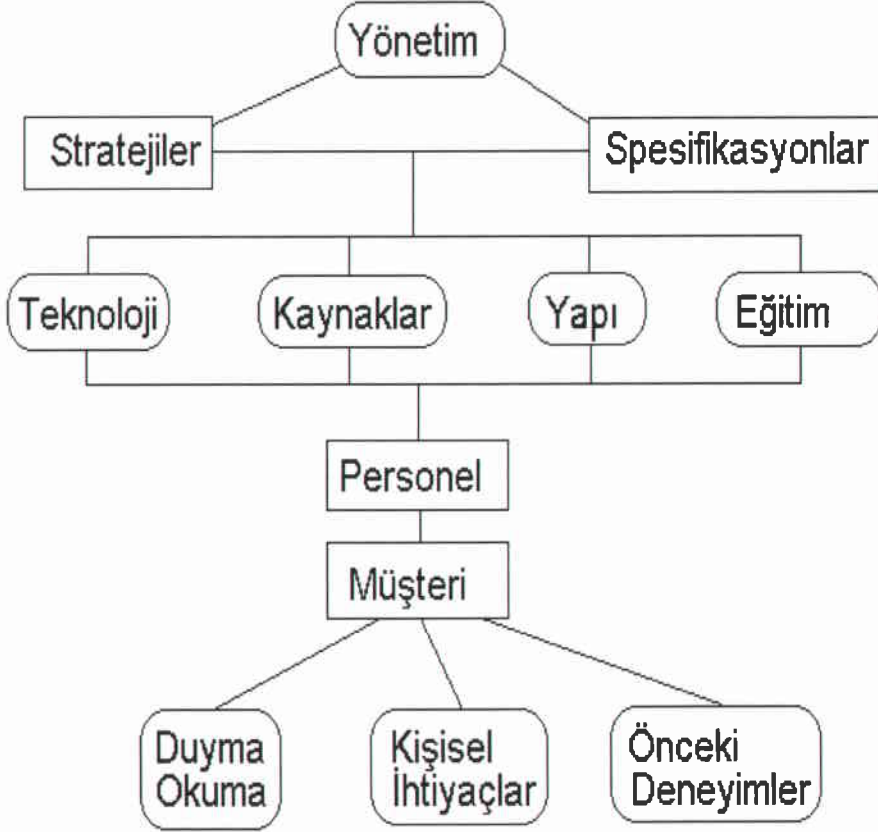 Yönetim
Stratejiler
Spesifikasyonlar
Teknoloji
Kaynaklar
Yapı
Eğitim
Personel
Müşteri
Duyma
Okuma
Kişisel
İhtiyaçlar
Önceki
Deneyimler